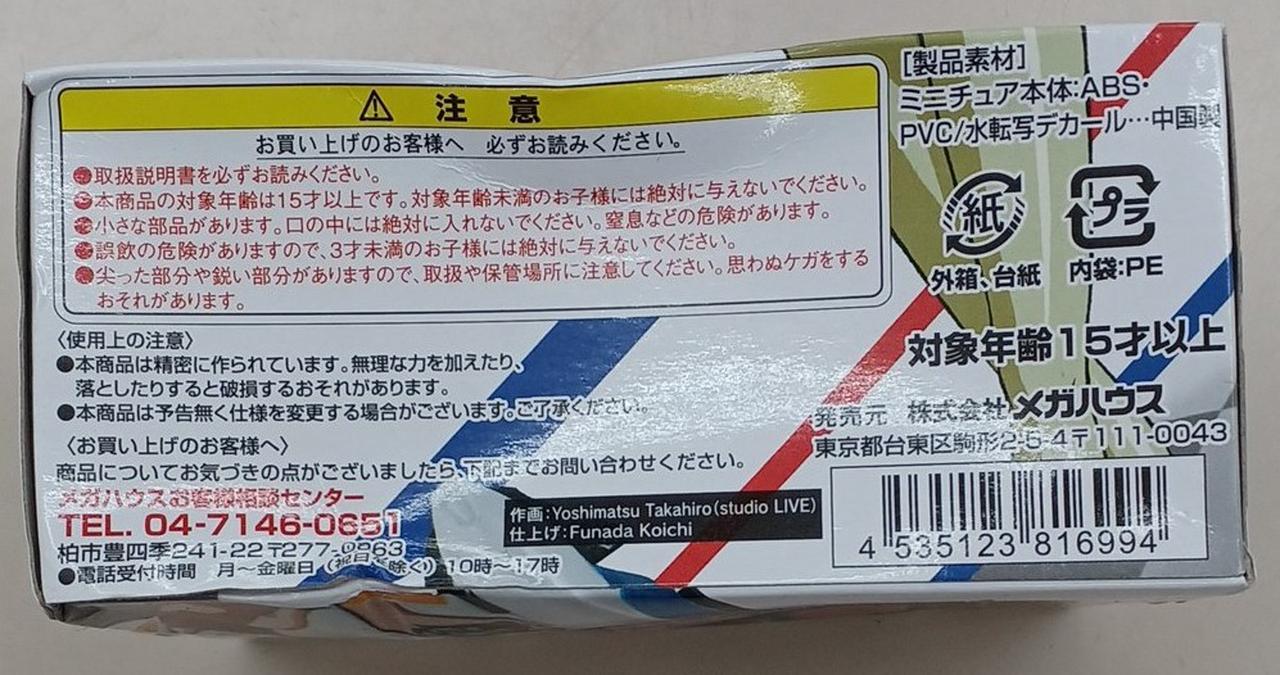 ⚠ 注意
お買い上げのお客様へ 必ずお読みください。
●取扱説明書を必ずお読みください。
●本商品の対象年齢は15才以上です。対象年齢未満のお子様には絶対に与えないでください。
●小さな部品があります。口の中には絶対に入れないでください。窒息などの危険があります。
●誤飲の危険がありますので、3才未満のお子様には絶対に与えないでください。
●尖った部分や鋭い部分がありますので、取扱や保管場所に注意してください。思わぬケガをする
おそれがあります。
〈使用上の注意〉
●本商品は精密に作られています。無理な力を加えたり、
落としたりすると破損するおそれがあります。
●本商品は予告無く仕様を変更する場合がございます。ご了承ください。
〈お買い上げのお客様へ〉
商品についてお気づきの点がございましたら、下記までお問い合わせください。
メガハウスお客様相談センター
TEL. 04-7146-0651
柏市豊四季241-22〒277-0863
●電話受付時間 月～金曜日(祝日を除く)10時～17時
作画:Yoshimatsu Takahiro(studio LIVE)
仕上げ:Funada Koichi
[製品素材]
ミニチュア本体:ABS・
PVC/水転写デカール…中国製
紙
外箱、台紙
プラ
内袋:PE
対象年齢15才以上
発売元 株式会社メガハウス
東京都台東区駒形2-5-4〒111-0043
4 535123 816994